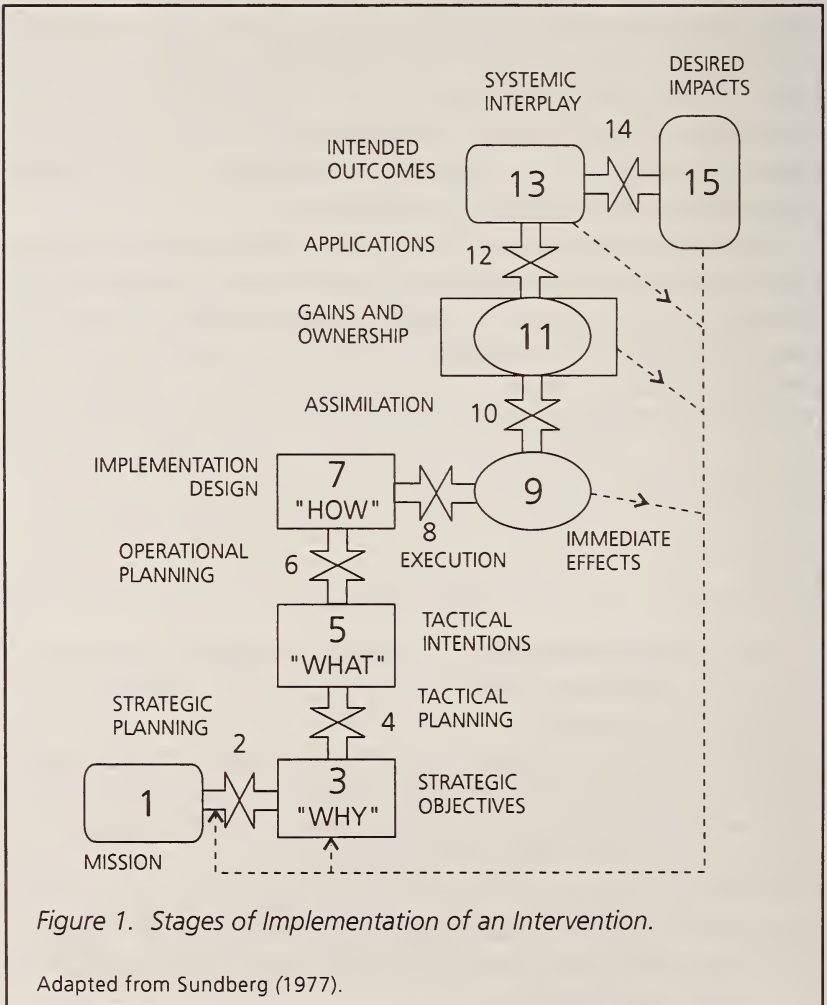 DESIRED
IMPACTS
SYSTEMIC
INTERPLAY
14
INTENDED
OUTCOMES
13
15
APPLICATIONS
12
GAINS AND
OWNERSHIP
11
ASSIMILATION
10
IMPLEMENTATION
DESIGN
7
"HOW"
9
8
EXECUTION
IMMEDIATE
EFFECTS
OPERATIONAL
PLANNING
6
5
"WHAT"
TACTICAL
INTENTIONS
STRATEGIC
PLANNING
2
4
TACTICAL
PLANNING
1
3
"WHY"
STRATEGIC
OBJECTIVES
MISSION
Figure 1. Stages of Implementation of an Intervention.
Adapted from Sundberg (1977).